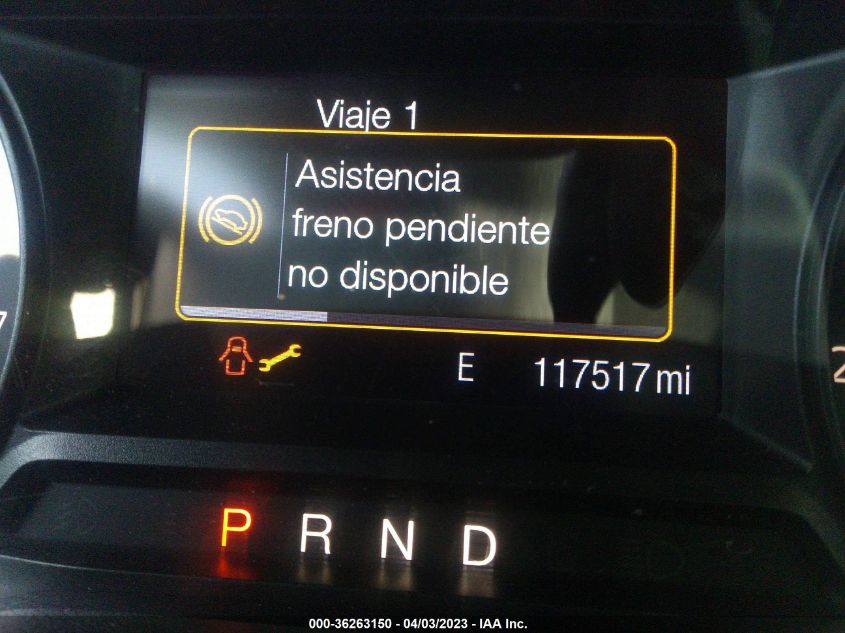 Viaje 1
Asistencia
freno pendiente
no disponible
E 117517 mi
P R N D
000-36263150 - 04/03/2023 - IAA Inc.